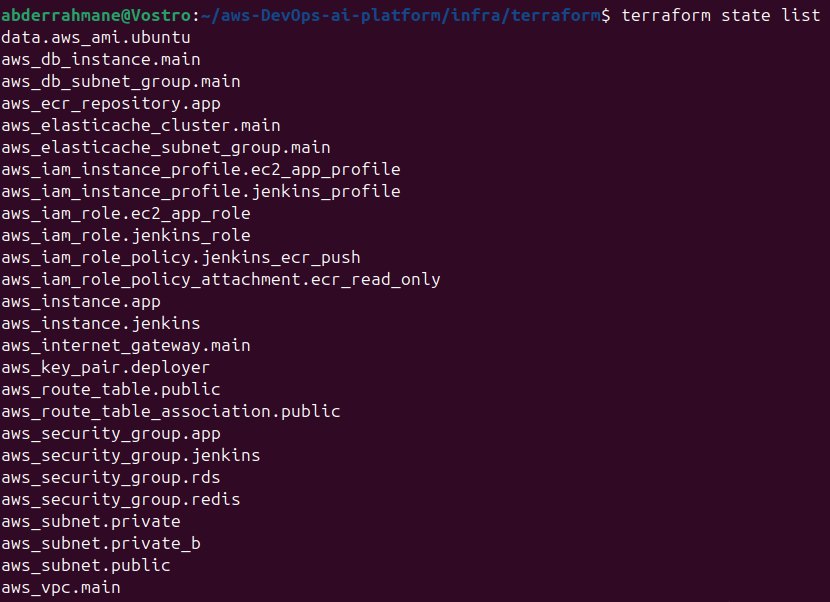 abderrahmane@Vostro:~/aws-DevOps-ai-platform/infra/terraform$ terraform state list
data.aws_ami.ubuntu
aws_db_instance.main
aws_db_subnet_group.main
aws_ecr_repository.app
aws_elasticache_cluster.main
aws_elasticache_subnet_group.main
aws_iam_instance_profile.ec2_app_profile
aws_iam_instance_profile.jenkins_profile
aws_iam_role.ec2_app_role
aws_iam_role.jenkins_role
aws_iam_role_policy.jenkins_ecr_push
aws_iam_role_policy_attachment.ecr_read_only
aws_instance.app
aws_instance.jenkins
aws_internet_gateway.main
aws_key_pair.deployer
aws_route_table.public
aws_route_table_association.public
aws_security_group.app
aws_security_group.jenkins
aws_security_group.rds
aws_security_group.redis
aws_subnet.private
aws_subnet.private_b
aws_subnet.public
aws_vpc.main